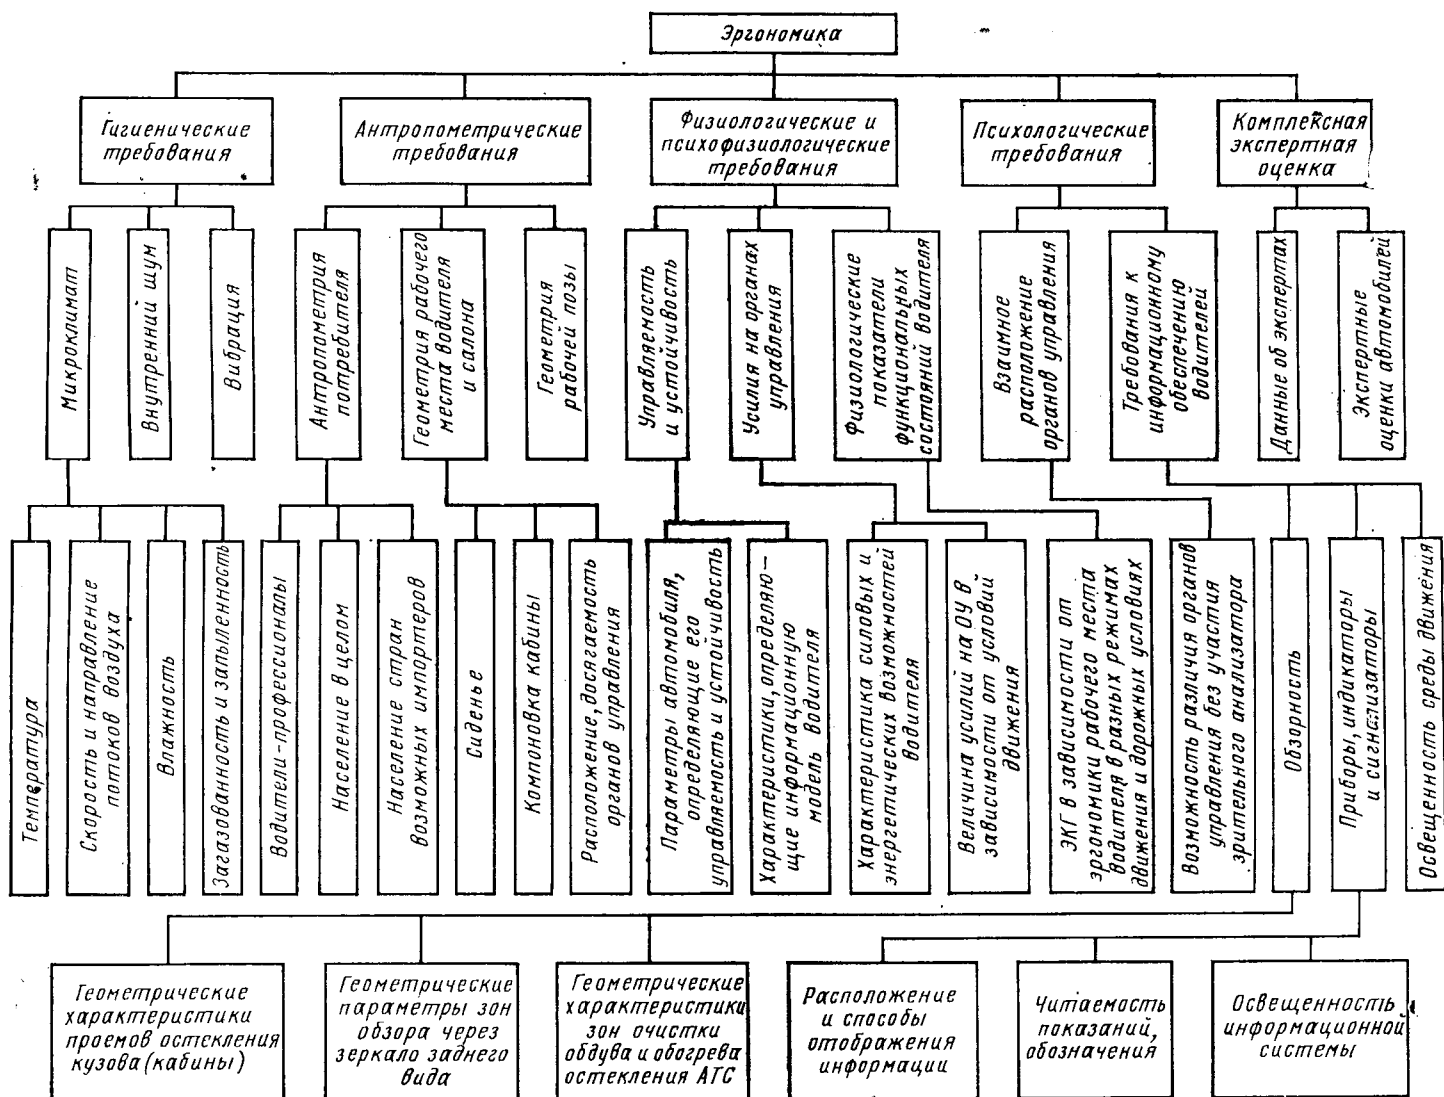 Эргономика
Гигиенические
требования
Антропометрические
требования
Физиологические и
психофизиологические
требования
Психологические
требования
Комплексная
экспертная
оценка
Микроклимат
Внутренний шум
Вибрация
Антропометрия
потребителя
Геометрия рабочего
места водителя
и салона
Геометрия
рабочей позы
Управляемость
и устойчивость
Усилия на органах
управления
Физиологические
показатели
функциональных
состояний водителя
Взаимное
расположение
органов управления
Требования к
информационному
обеспечению
водителей
Данные об экспертах
Экспертные
оценки автомобилей
Температура
Скорость и направление
потоков воздуха
Влажность
Загазованность и запыленность
Водители-профессионалы
Население в целом
Население стран
возможных импортеров
Сиденье
Компоновка кабины
Расположение, досягаемость
органов управления
Параметры автомобиля,
определяющие его
управляемость и устойчивость
Характеристики, определяю-
щие информационную
модель водителя
Характеристика силовых и
энергетических возможностей
водителя
Величина усилий на ОУ в
зависимости от условий
движения
ЭКГ в зависимости от
эргономики рабочего места
водителя в разных режимах
движения и дорожных условиях
Возможность различия органов
управления без участия
зрительного анализатора
Обзорность
Приборы, индикаторы
и сигнализаторы
Освещенность среды движения
Геометрические
характеристики
проемов остекления
кузова (кабины)
Геометрические
параметры зон
обзора через
зеркало заднего
вида
Геометрические
характеристики
зон очистки
обдува и обогрева
остекления АТС
Расположение
и способы
отображения
информации
Читаемость
показаний,
обозначения
Освещенность
информационной
системы